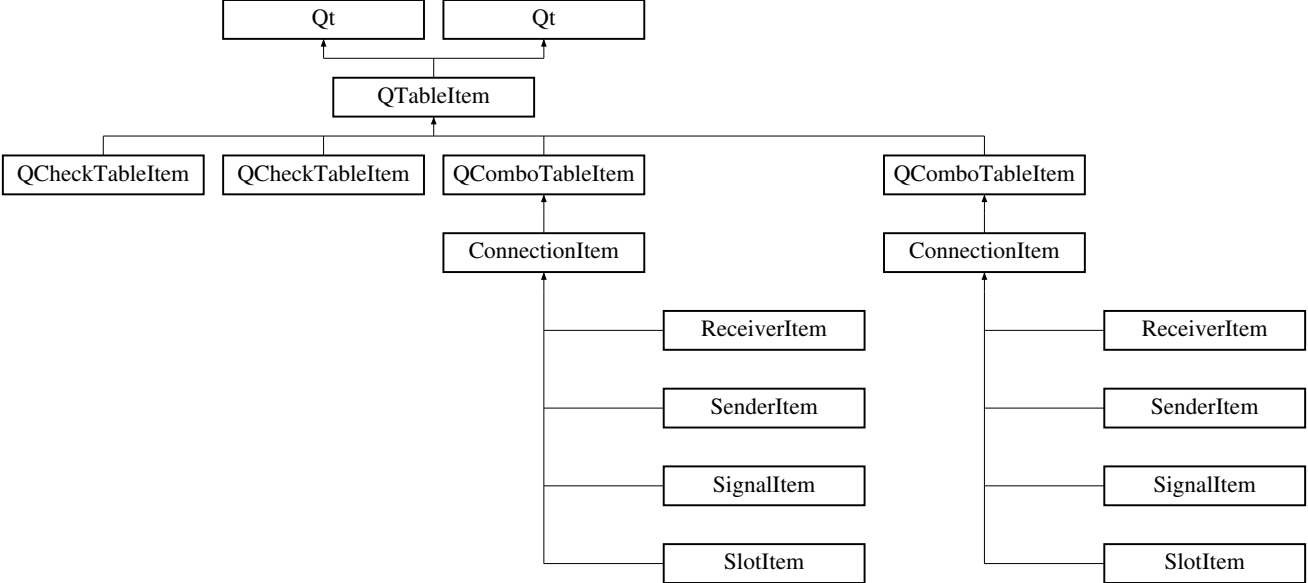 Qt
Qt
QTableItem
QCheckTableItem
QCheckTableItem
QComboTableItem
QComboTableItem
ConnectionItem
ConnectionItem
ReceiverItem
ReceiverItem
SenderItem
SenderItem
SignalItem
SignalItem
SlotItem
SlotItem